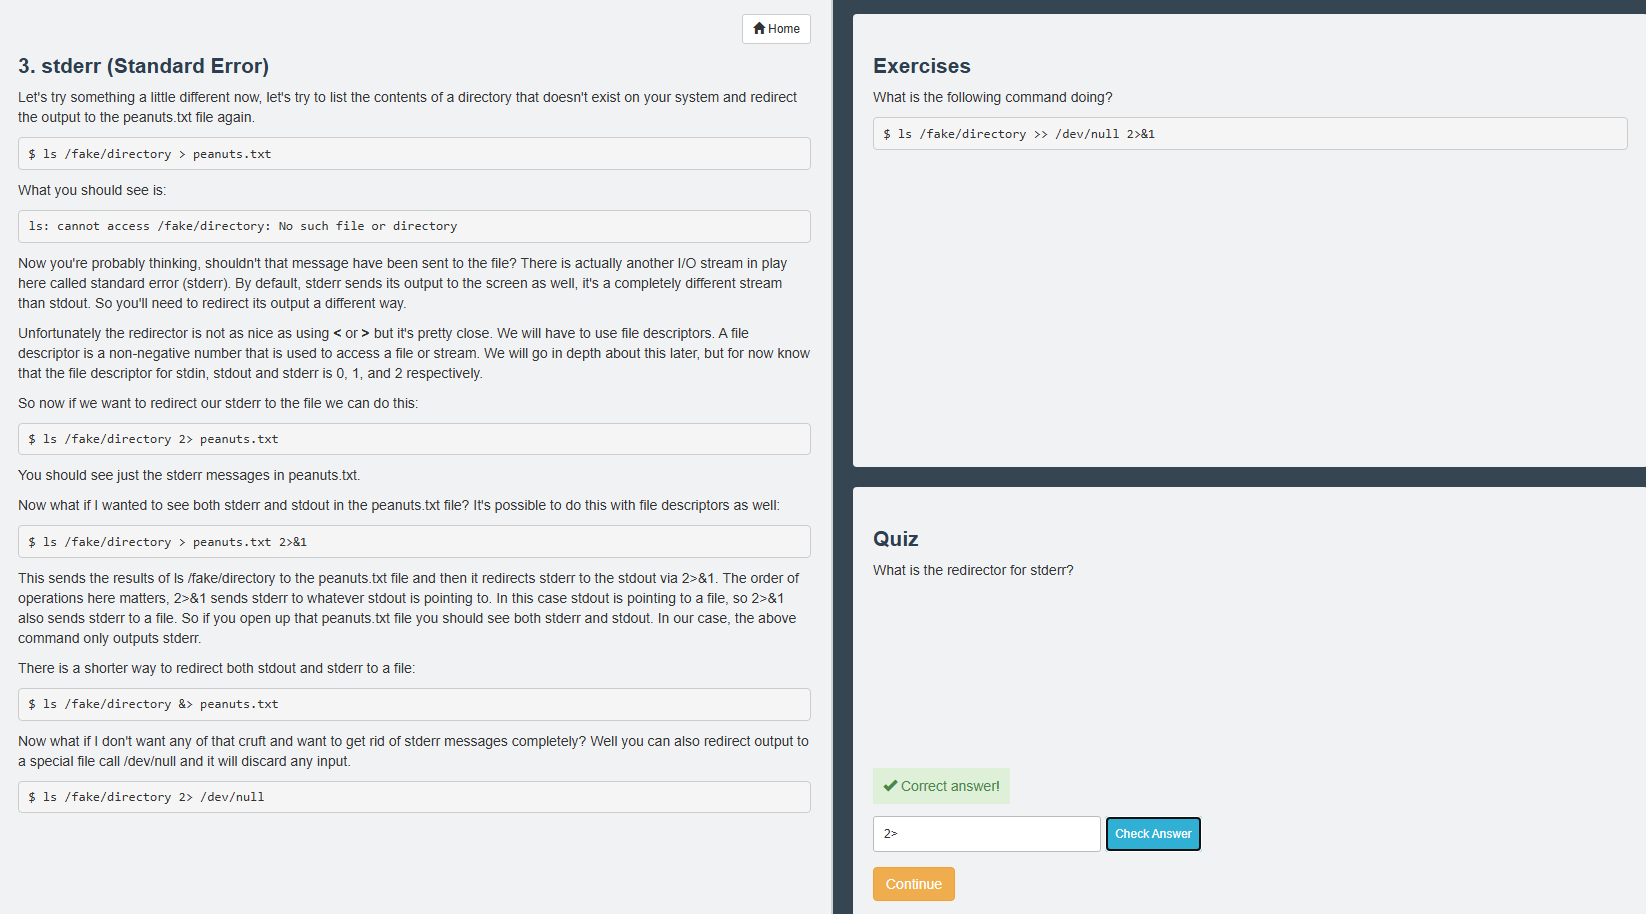 Home
3. stderr (Standard Error)
Let's try something a little different now, let's try to list the contents of a directory that doesn't exist on your system and redirect
the output to the peanuts.txt file again.
$ ls /fake/directory > peanuts.txt
What you should see is:
ls: cannot access /fake/directory: No such file or directory
Now you're probably thinking, shouldn't that message have been sent to the file? There is actually another I/O stream in play
here called standard error (stderr). By default, stderr sends its output to the screen as well, it's a completely different stream
than stdout. So you'll need to redirect its output a different way.
Unfortunately the redirector is not as nice as using < or > but it's pretty close. We will have to use file descriptors. A file
descriptor is a non-negative number that is used to access a file or stream. We will go in depth about this later, but for now know
that the file descriptor for stdin, stdout and stderr is 0, 1, and 2 respectively.
So now if we want to redirect our stderr to the file we can do this:
$ ls /fake/directory 2> peanuts.txt
You should see just the stderr messages in peanuts.txt.
Now what if I wanted to see both stderr and stdout in the peanuts.txt file? It's possible to do this with file descriptors as well:
$ ls /fake/directory > peanuts.txt 2>&1
This sends the results of ls /fake/directory to the peanuts.txt file and then it redirects stderr to the stdout via 2>&1. The order of
operations here matters, 2>&1 sends stderr to whatever stdout is pointing to. In this case stdout is pointing to a file, so 2>&1
also sends stderr to a file. So if you open up that peanuts.txt file you should see both stderr and stdout. In our case, the above
command only outputs stderr.
There is a shorter way to redirect both stdout and stderr to a file:
$ ls /fake/directory &> peanuts.txt
Now what if I don't want any of that cruft and want to get rid of stderr messages completely? Well you can also redirect output to
a special file call /dev/null and it will discard any input.
$ ls /fake/directory 2> /dev/null
Exercises
What is the following command doing?
$ ls /fake/directory >> /dev/null 2>&1
Quiz
What is the redirector for stderr?
Correct answer!
2>
Check Answer
Continue